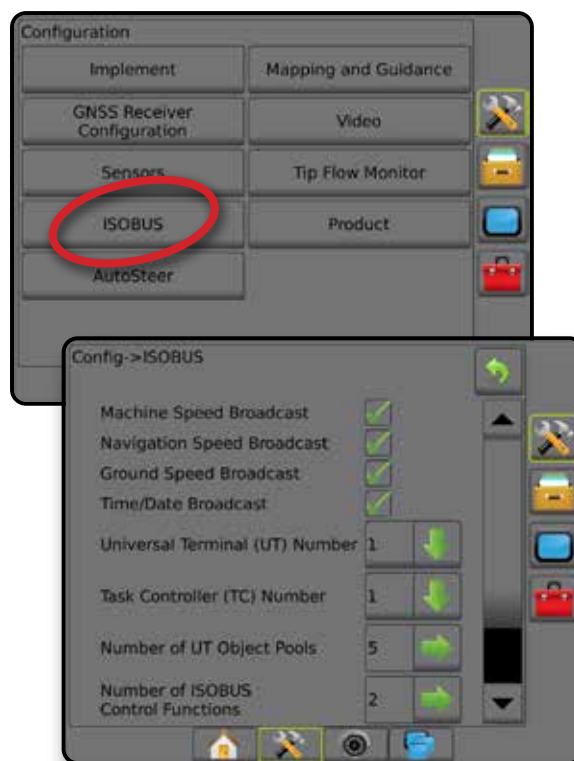 Configuration
Implement
Mapping and Guidance
GNSS Receiver
Configuration
Video
Sensors
Tip Flow Monitor
ISOBUS
Product
AutoSteer
Config->ISOBUS
Machine Speed Broadcast
Navigation Speed Broadcast
Ground Speed Broadcast
Time/Date Broadcast
Universal Terminal (UT) Number 1
Task Controller (TC) Number 1
Number of UT Object Pools 5
Number of ISOBUS
Control Functions 2